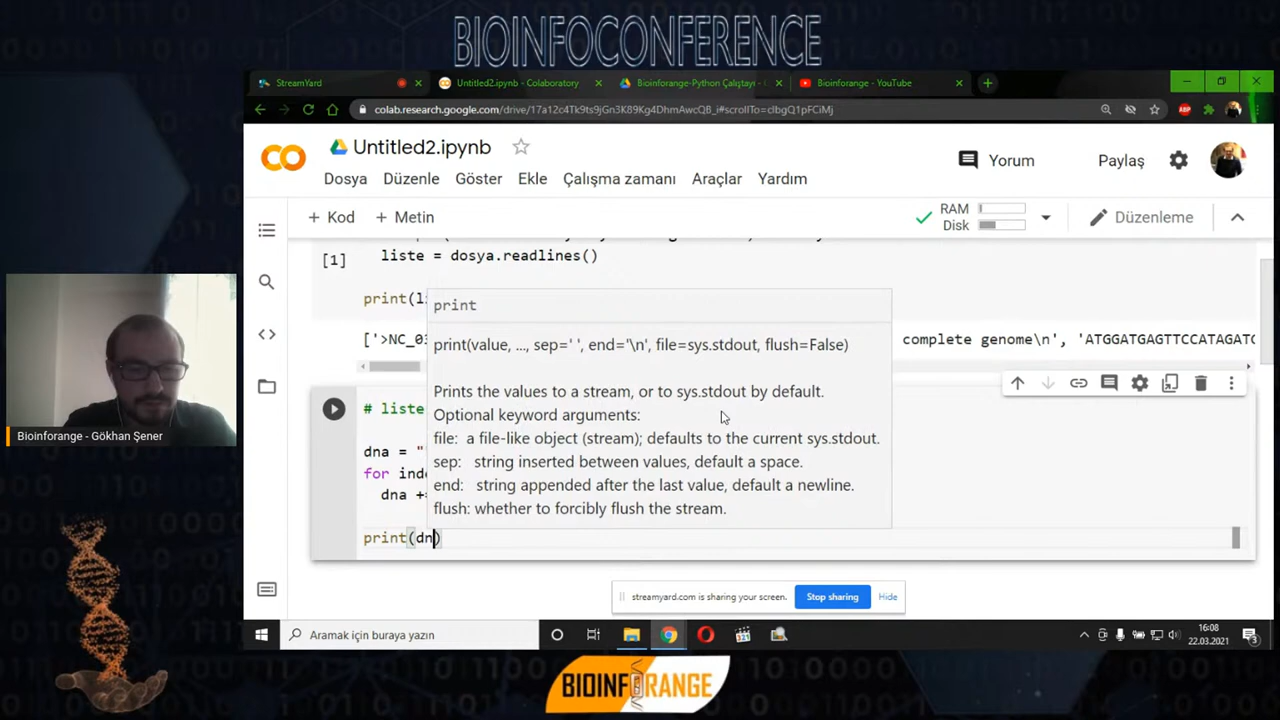 BIOINFOCONFERENCE
StreamYard
Untitled2.ipynb - Colaboratory
Bioinforange-Python Çalıştayı -
Bioinforange - YouTube
colab.research.google.com/drive/17a12c4Tk9ts9jGn3K89Kg4DhmAwcQB_i#scrollTo=clbgQ1pFCiMj
ABP
Untitled2.ipynb
Yorum
Paylaş
Dosya Düzenle Göster Ekle Çalışma zamanı Araçlar Yardım
+ Kod + Metin
RAM
Disk
Düzenleme
[1]
liste = dosya.readlines()
print(li
['>NC_03
complete genome\n', 'ATGGATGAGTTCCATAGATC
print
print(value, ..., sep=' ', end='\n', file=sys.stdout, flush=False)
Prints the values to a stream, or to sys.stdout by default.
Optional keyword arguments:
file: a file-like object (stream); defaults to the current sys.stdout.
sep: string inserted between values, default a space.
end: string appended after the last value, default a newline.
flush: whether to forcibly flush the stream.
# liste
dna = "
for inde
dna +=
print(dn)
Bioinforange - Gökhan Şener
streamyard.com is sharing your screen.
Stop sharing
Hide
Aramak için buraya yazın
16:08
22.03.2021
3
BIOINFORANGE